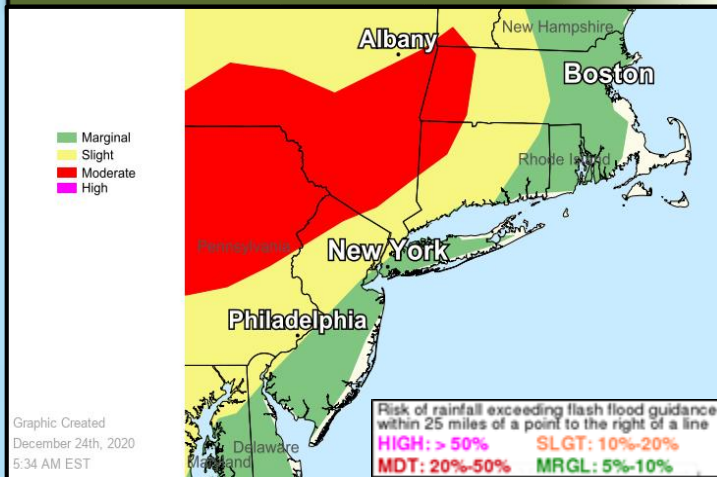 New Hampshire
Albany
Boston
Marginal
Slight
Moderate
High
Rhode Island
Pennsylvania
New York
Philadelphia
Graphic Created
December 24th, 2020
5:34 AM EST
Delaware
Maryland
Risk of rainfall exceeding flash flood guidance
within 25 miles of a point to the right of a line
HIGH: > 50% SLGT: 10%-20%
MDT: 20%-50% MRGL: 5%-10%